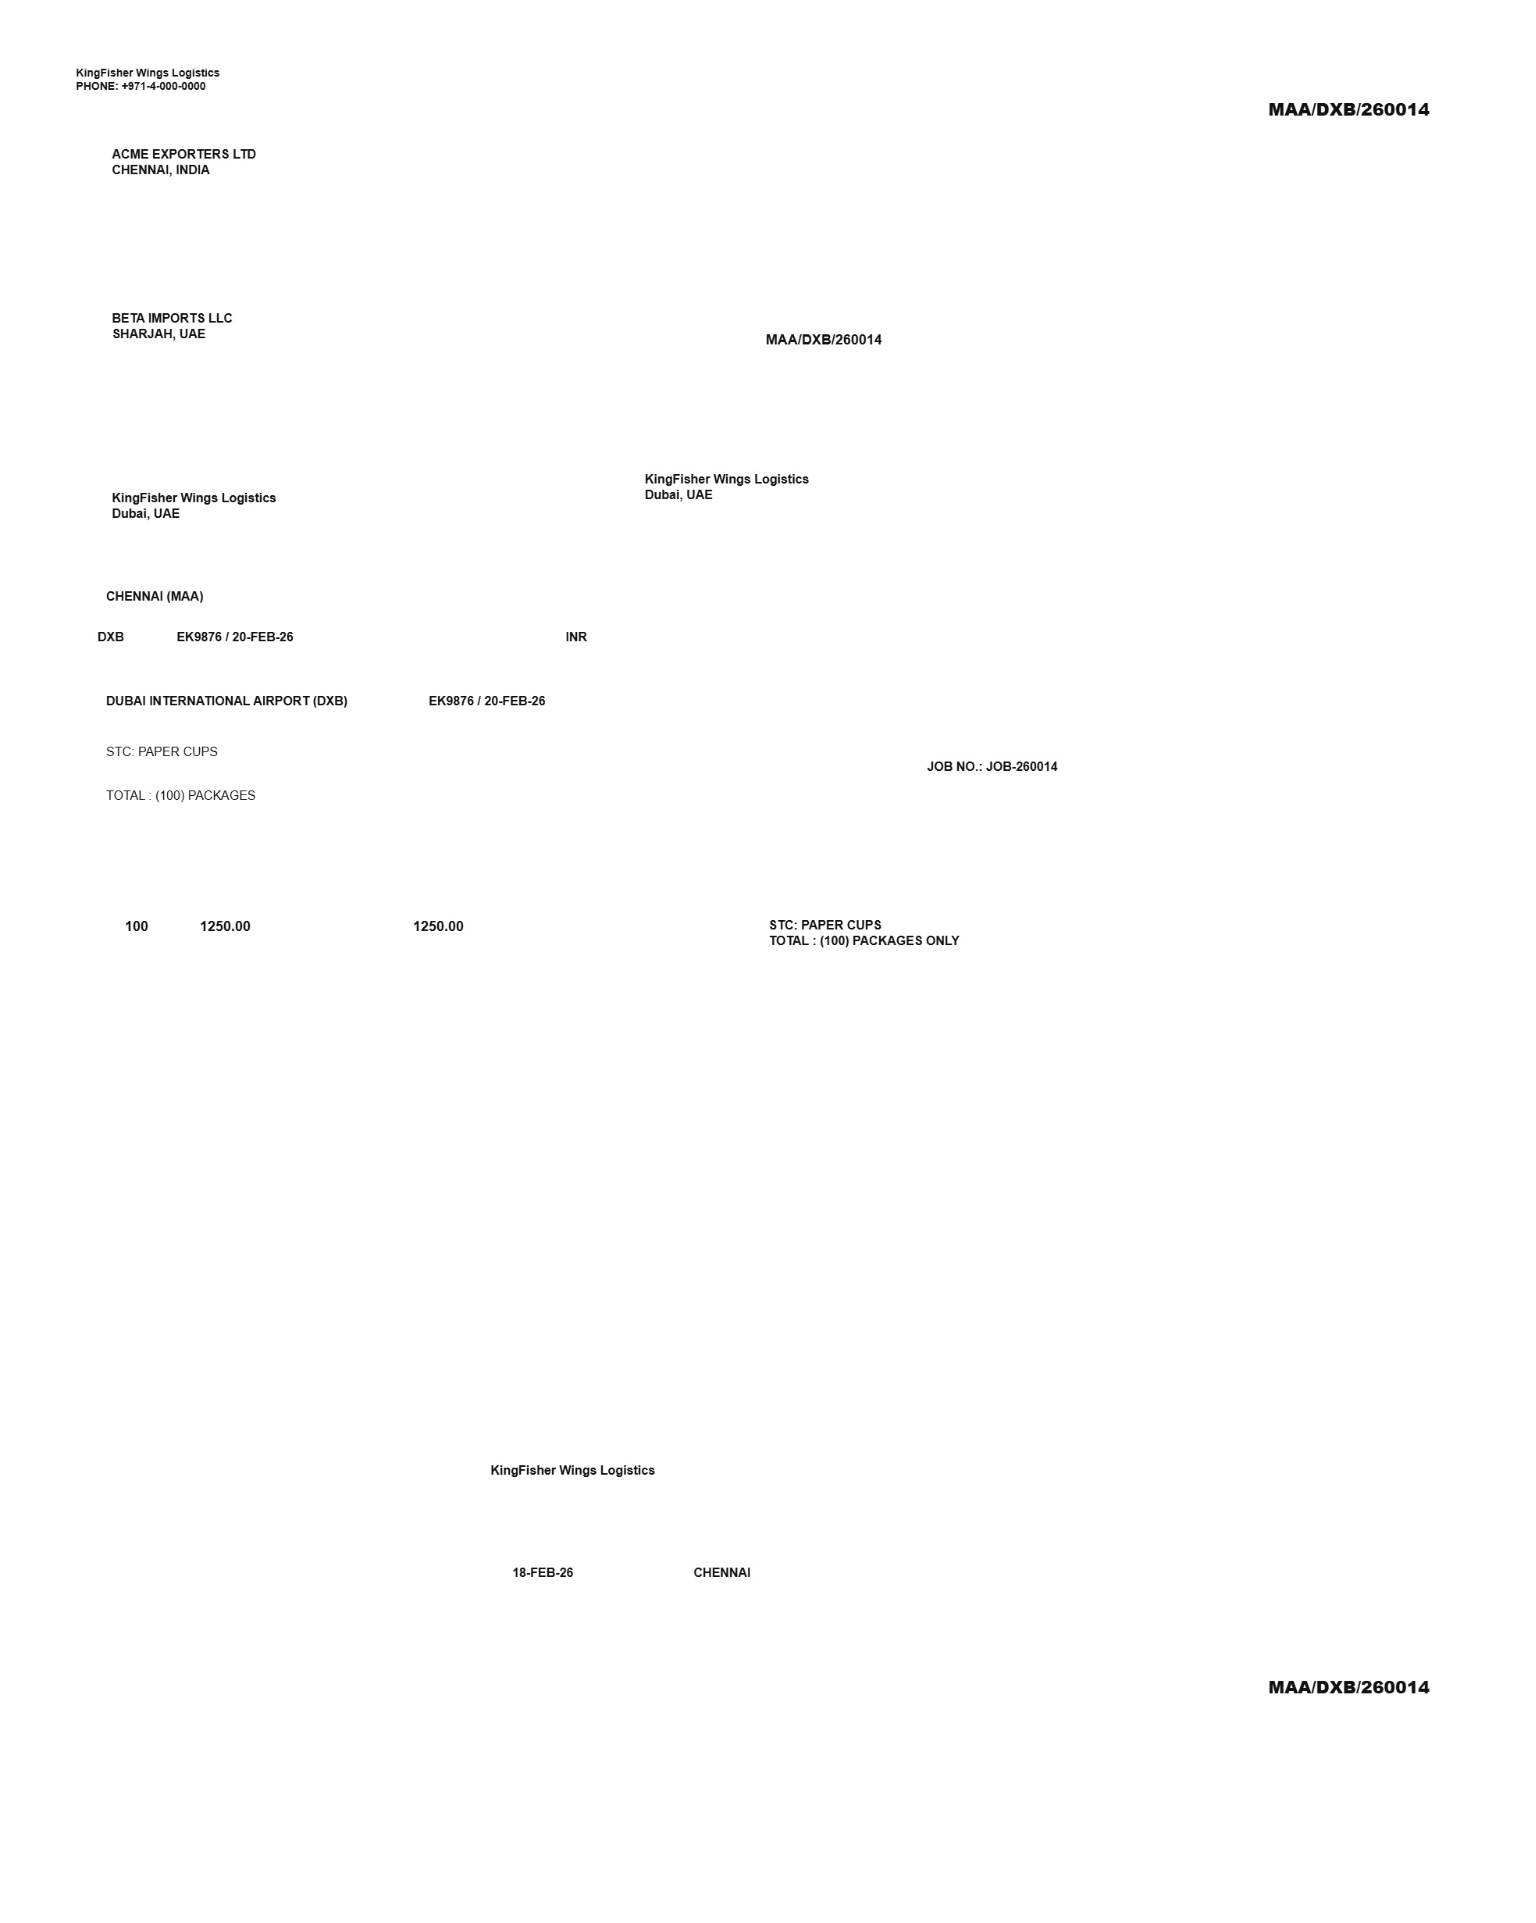 KingFisher Wings Logistics
PHONE: +971-4-000-0000
MAA/DXB/260014
ACME EXPORTERS LTD
CHENNAI, INDIA
BETA IMPORTS LLC
SHARJAH, UAE
MAA/DXB/260014
KingFisher Wings Logistics
Dubai, UAE
KingFisher Wings Logistics
Dubai, UAE
CHENNAI (MAA)
DXB EK9876 / 20-FEB-26 INR
DUBAI INTERNATIONAL AIRPORT (DXB) EK9876 / 20-FEB-26
STC: PAPER CUPS
JOB NO.: JOB-260014
TOTAL : (100) PACKAGES
100 1250.00 1250.00
STC: PAPER CUPS
TOTAL : (100) PACKAGES ONLY
KingFisher Wings Logistics
18-FEB-26 CHENNAI
MAA/DXB/260014